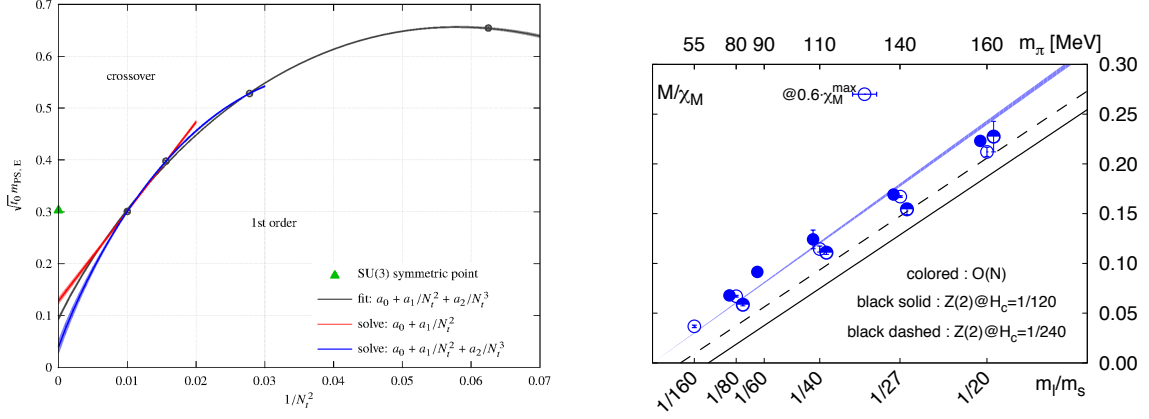 0.7
0.6
0.5
0.4
0.3
0.2
0.1
0
√t₀ m_PS, E
crossover
1st order
SU(3) symmetric point
fit: a₀ + a₁/N_t² + a₂/N_t³
solve: a₀ + a₁/N_t²
solve: a₀ + a₁/N_t² + a₂/N_t³
0 0.01 0.02 0.03 0.04 0.05 0.06 0.07
1/N_t²
55 80 90 110 140 160 m_π [MeV]
M/χ_M
@0.6·χ_M^max
0.30
0.25
0.20
0.15
0.10
0.05
0.00
colored : O(N)
black solid : Z(2)@H_c=1/120
black dashed : Z(2)@H_c=1/240
1/160 1/80 1/60 1/40 1/27 1/20 m_l/m_s